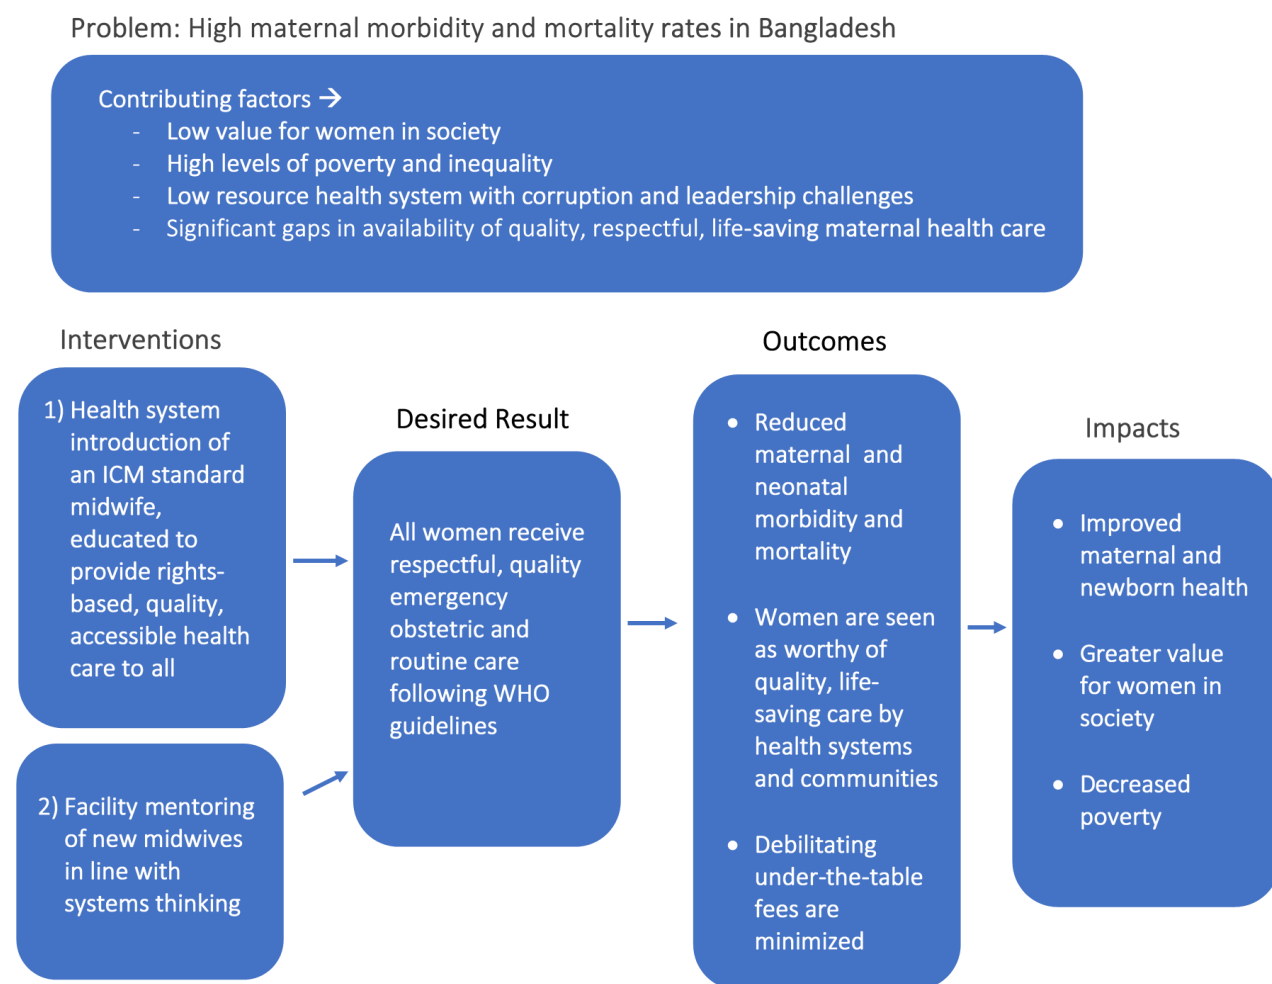 Problem: High maternal morbidity and mortality rates in Bangladesh
Contributing factors →
- Low value for women in society
- High levels of poverty and inequality
- Low resource health system with corruption and leadership challenges
- Significant gaps in availability of quality, respectful, life-saving maternal health care
Interventions
1) Health system
introduction of
an ICM standard
midwife,
educated to
provide rights-
based, quality,
accessible health
care to all
2) Facility mentoring
of new midwives
in line with
systems thinking
Desired Result
All women receive
respectful, quality
emergency
obstetric and
routine care
following WHO
guidelines
Outcomes
• Reduced
maternal and
neonatal
morbidity and
mortality
• Women are seen
as worthy of
quality, life-
saving care by
health systems
and communities
• Debilitating
under-the-table
fees are
minimized
Impacts
• Improved
maternal and
newborn health
• Greater value
for women in
society
• Decreased
poverty